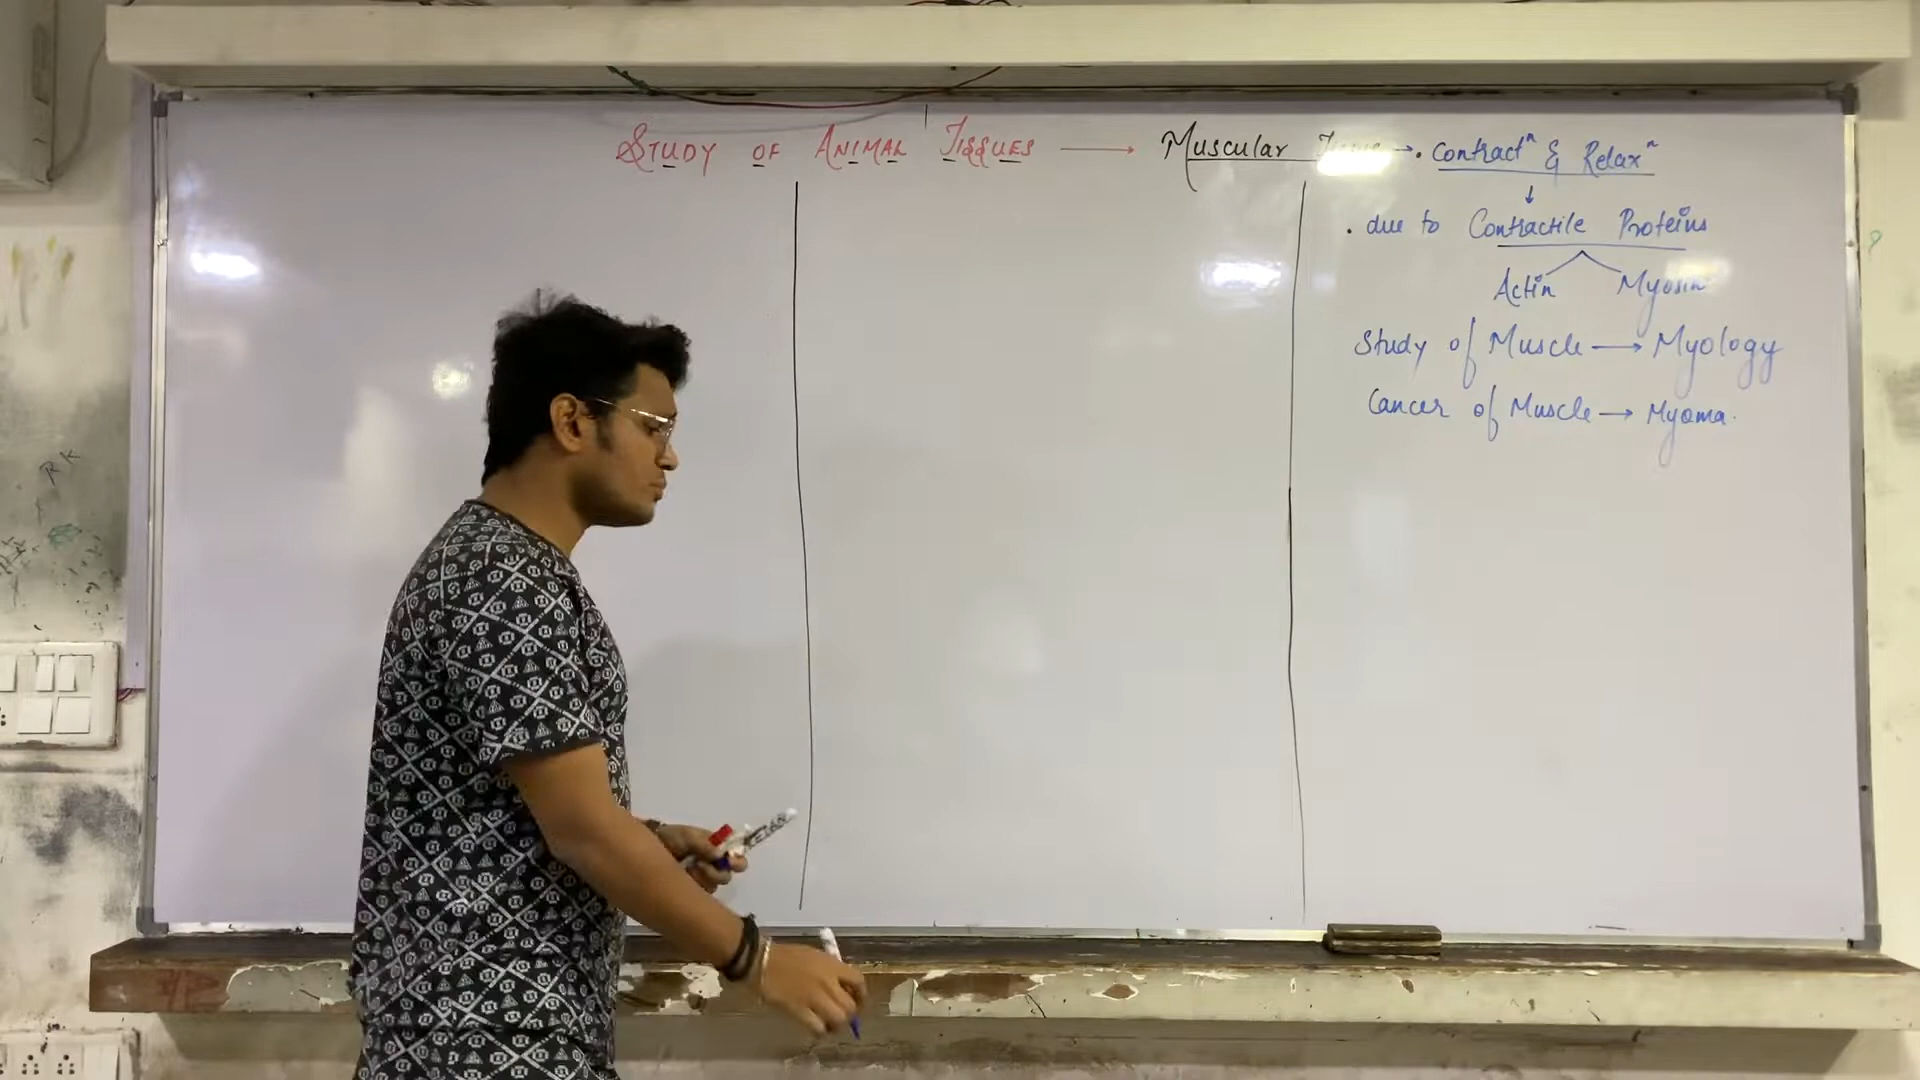 STUDY OF ANIMAL TISSUES → Muscular → . Contractⁿ & Relaxⁿ
↓
. due to Contractile Proteins
Actin Myosin
Study of Muscle → Myology
Cancer of Muscle → Myoma.
RK